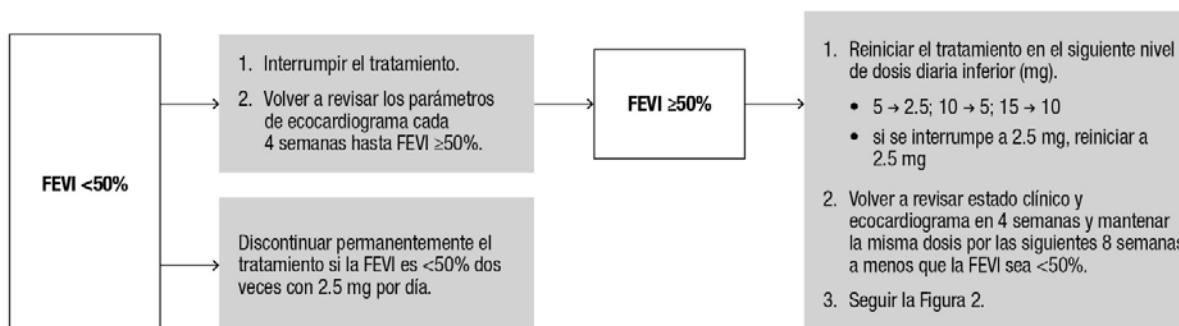 FEVI <50%
1. Interrumpir el tratamiento.
2. Volver a revisar los parámetros
de ecocardiograma cada
4 semanas hasta FEVI ≥50%.
Discontinuar permanentemente el
tratamiento si la FEVI es <50% dos
veces con 2.5 mg por día.
FEVI ≥50%
1. Reiniciar el tratamiento en el siguiente nivel
de dosis diaria inferior (mg).
• 5 → 2.5; 10 → 5; 15 → 10
• si se interrumpe a 2.5 mg, reiniciar a
2.5 mg
2. Volver a revisar estado clínico y
ecocardiograma en 4 semanas y mantenar
la misma dosis por las siguientes 8 semanas
a menos que la FEVI sea <50%.
3. Seguir la Figura 2.